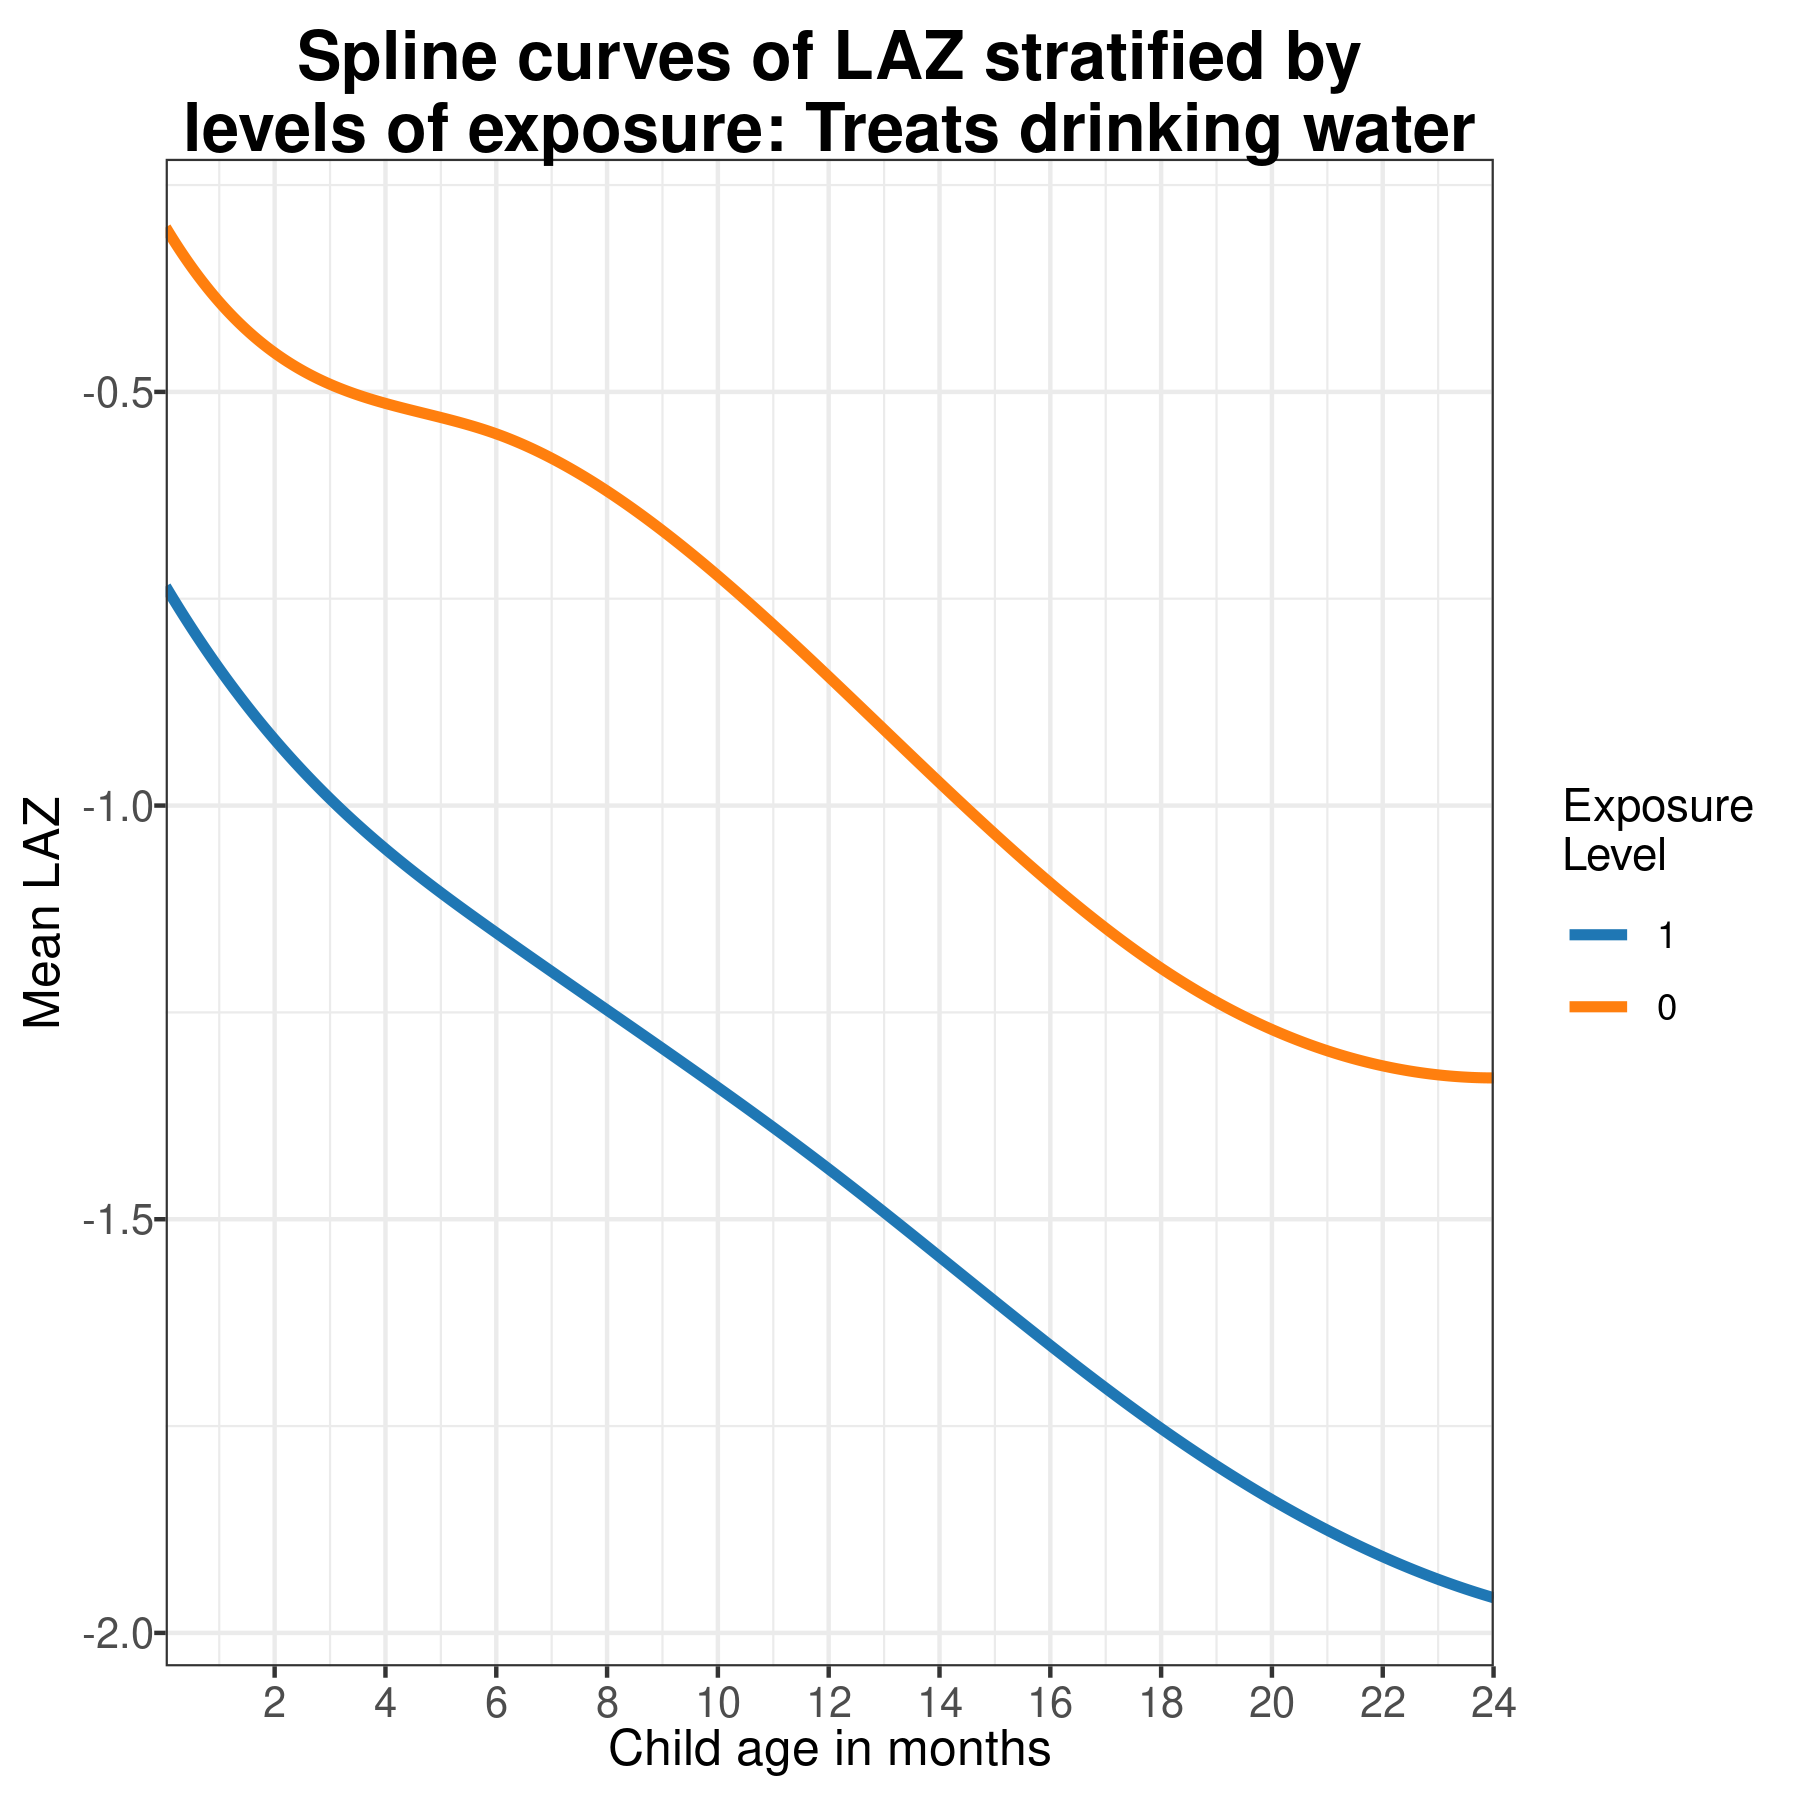 Spline curves of LAZ stratified by
levels of exposure: Treats drinking water
Mean LAZ
-0.5
-1.0
-1.5
-2.0
2 4 6 8 10 12 14 16 18 20 22 24
Child age in months
Exposure
Level
1
0